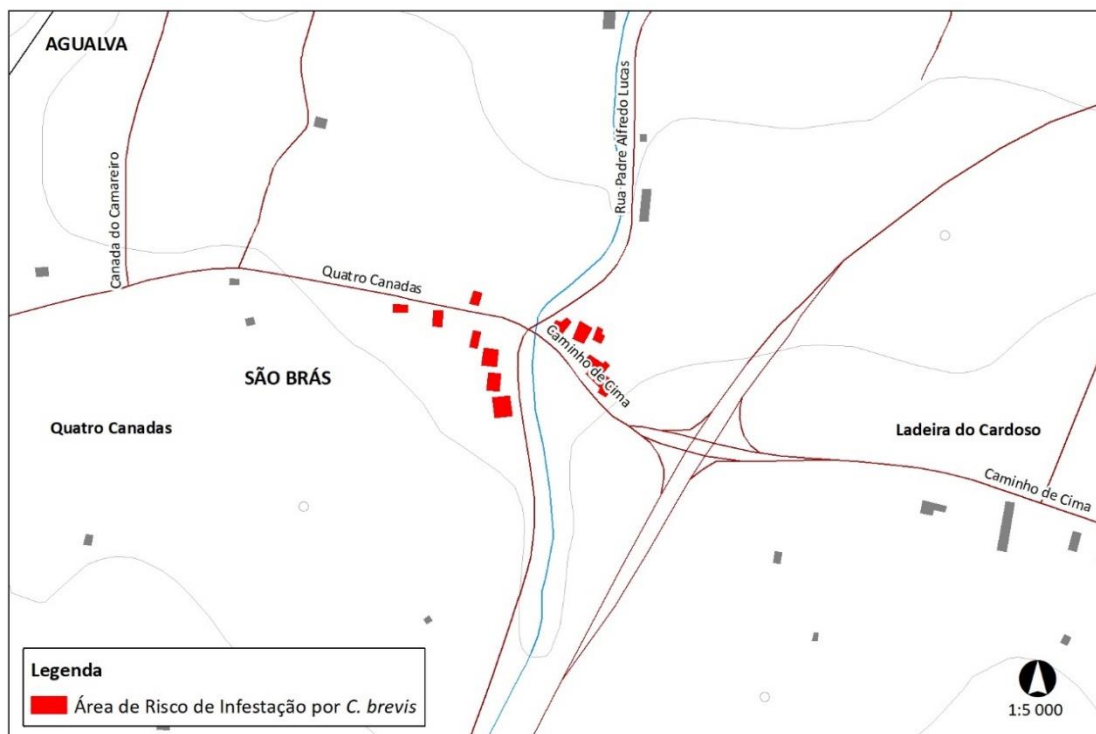 AGUALVA
Canada do Camareiro
Rua Padre Alfredo Lucas
Quatro Canadas
Caminho de Cima
SÃO BRÁS
Quatro Canadas
Ladeira do Cardoso
Caminho de Cima
Legenda
Área de Risco de Infestação por C. brevis
1:5 000